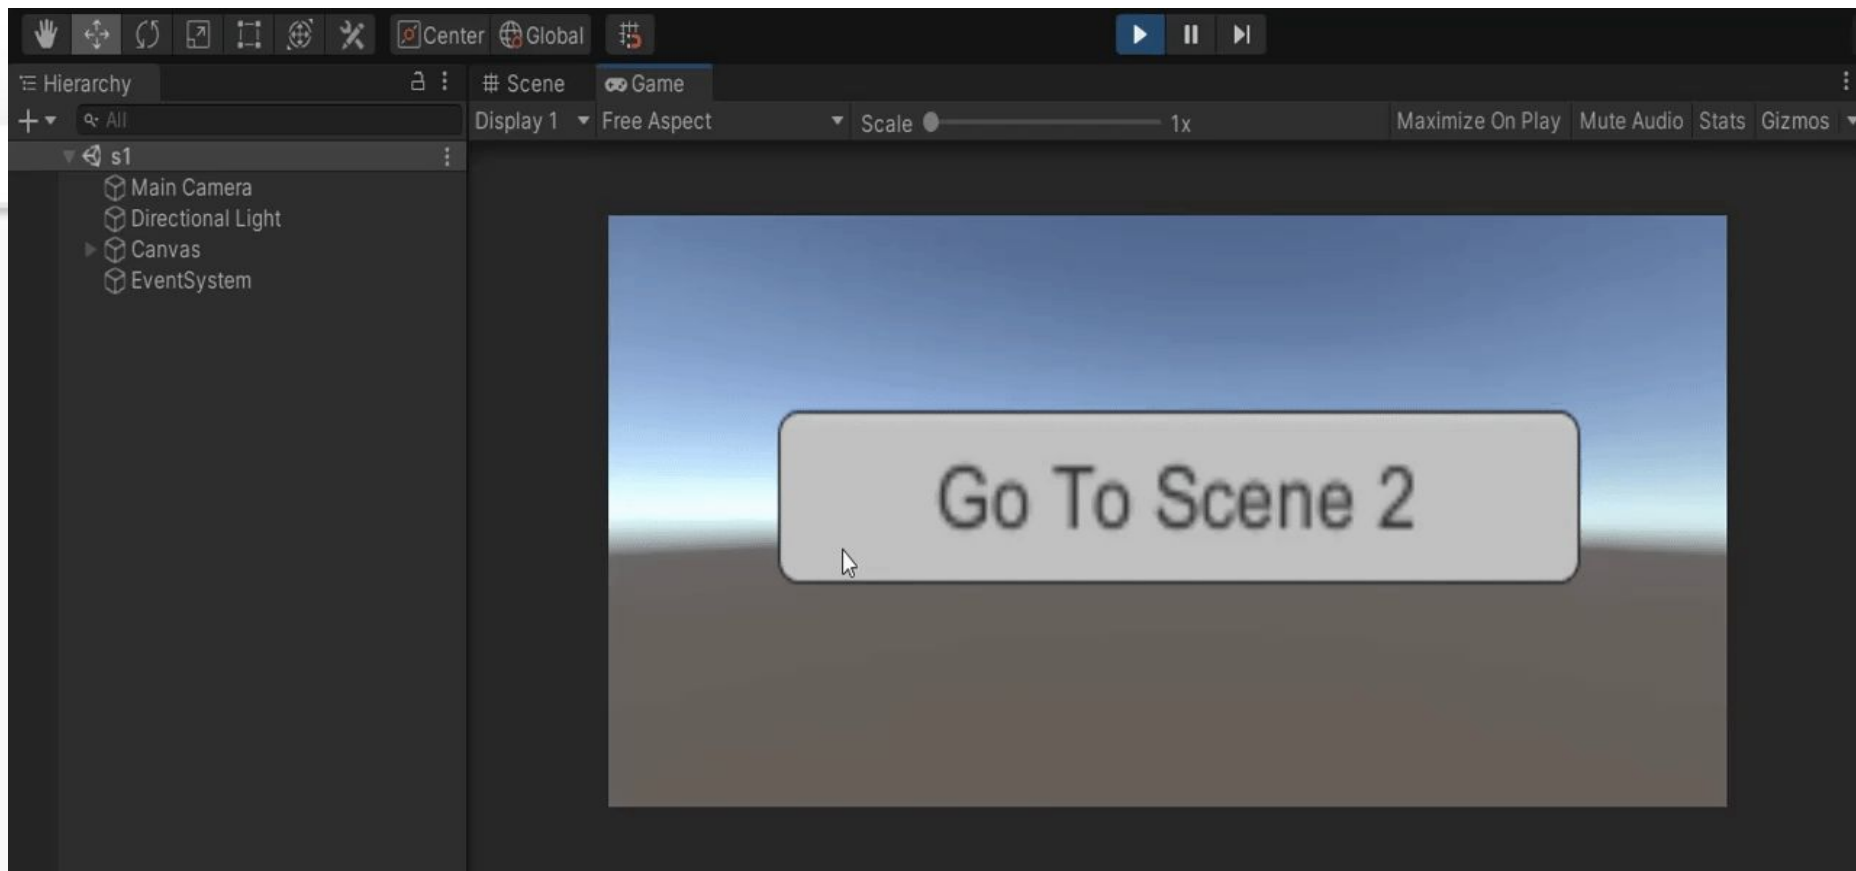 Center Global
Hierarchy
Scene Game
All
Display 1 Free Aspect Scale 1x Maximize On Play Mute Audio Stats Gizmos
s1
Main Camera
Directional Light
Canvas
EventSystem
Go To Scene 2